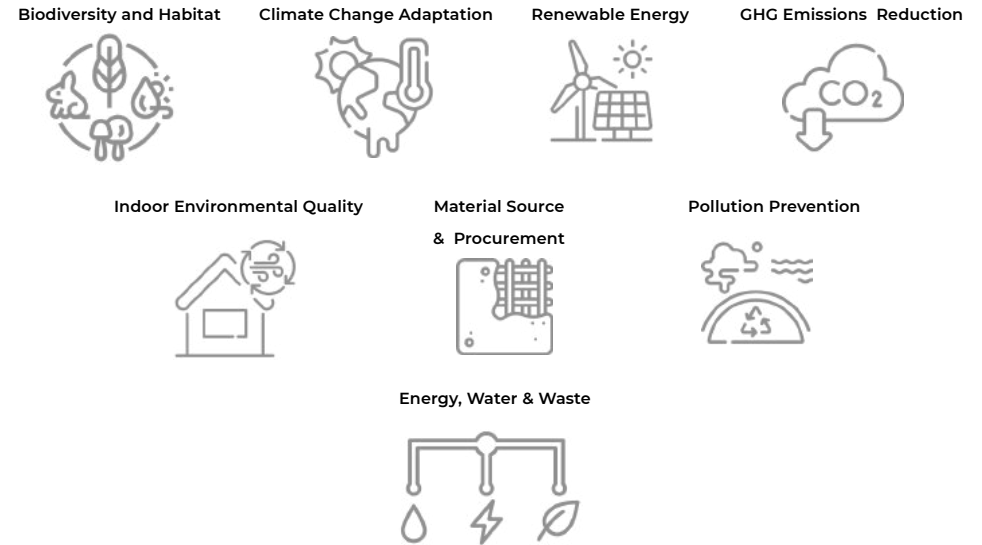 Biodiversity and Habitat
Climate Change Adaptation
Renewable Energy
GHG Emissions  Reduction
CO2
Indoor Environmental Quality
Material Source
&  Procurement
Pollution Prevention
Energy, Water & Waste